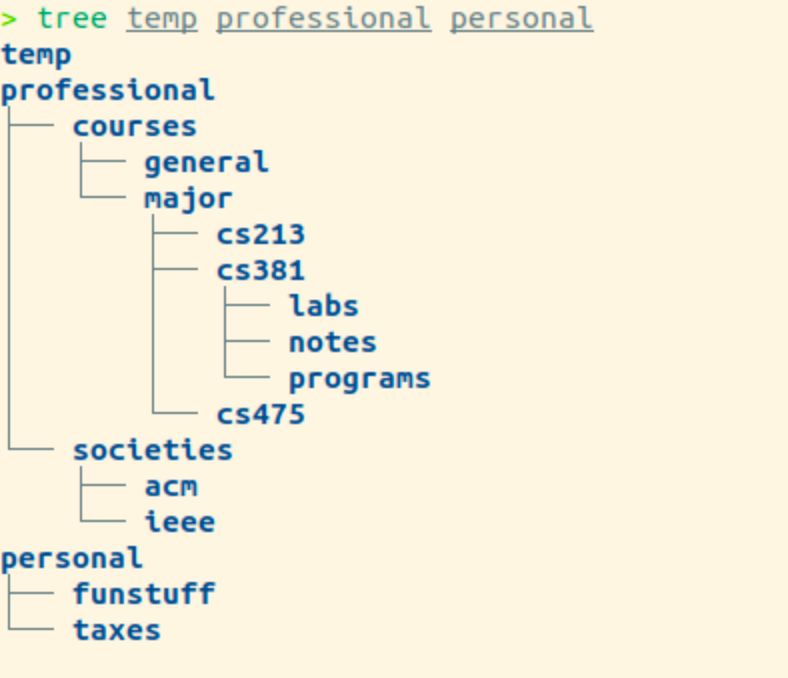 > tree temp professional personal
temp
professional
├── courses
│   ├── general
│   └── major
│       ├── cs213
│       ├── cs381
│       │   ├── labs
│       │   ├── notes
│       │   └── programs
│       └── cs475
└── societies
    ├── acm
    └── ieee
personal
├── funstuff
└── taxes